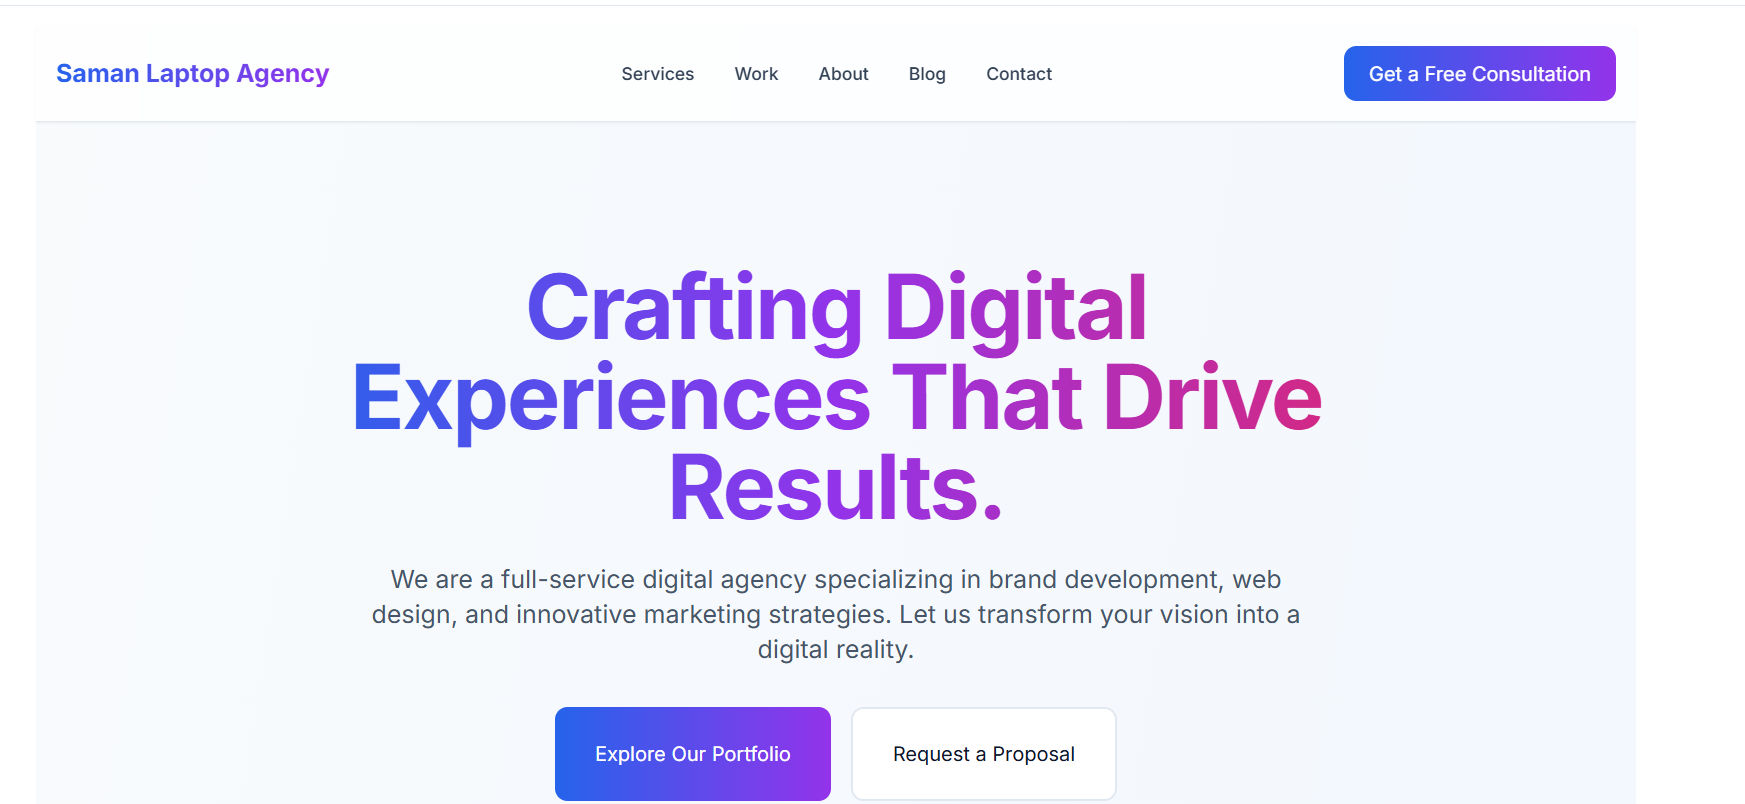 Saman Laptop Agency
Services
Work
About
Blog
Contact
Get a Free Consultation
Crafting Digital
Experiences That Drive
Results.
We are a full-service digital agency specializing in brand development, web
design, and innovative marketing strategies. Let us transform your vision into a
digital reality.
Explore Our Portfolio
Request a Proposal